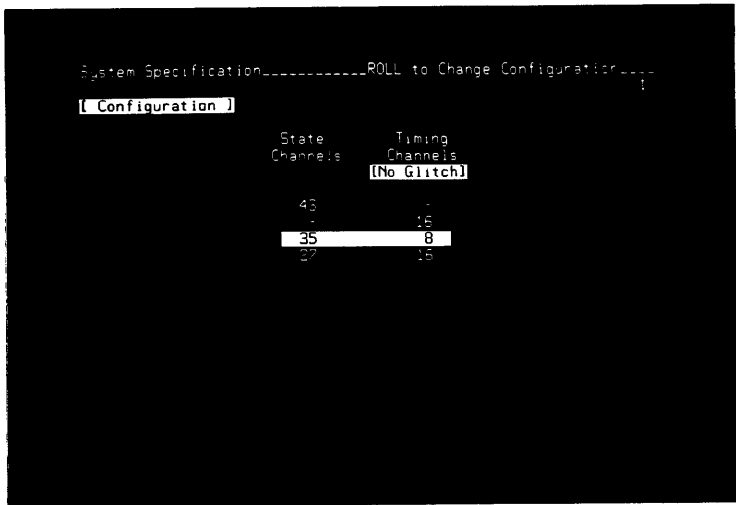 System Specification____________ROLL to Change Configuration____
[ Configuration ]
State Timing
Channels Channels
[No Glitch]
43 -
- 16
35 8
27 16